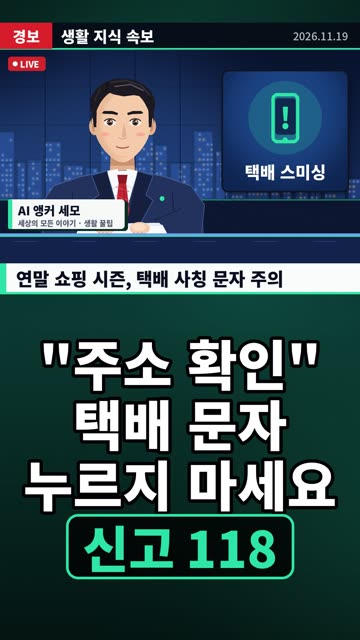 경보 생활 지식 속보 2026.11.19
LIVE
!
택배 스미싱
AI 앵커 세모
세상의 모든 이야기 · 생활 꿀팁
연말 쇼핑 시즌, 택배 사칭 문자 주의
"주소 확인"
택배 문자
누르지 마세요
신고 118